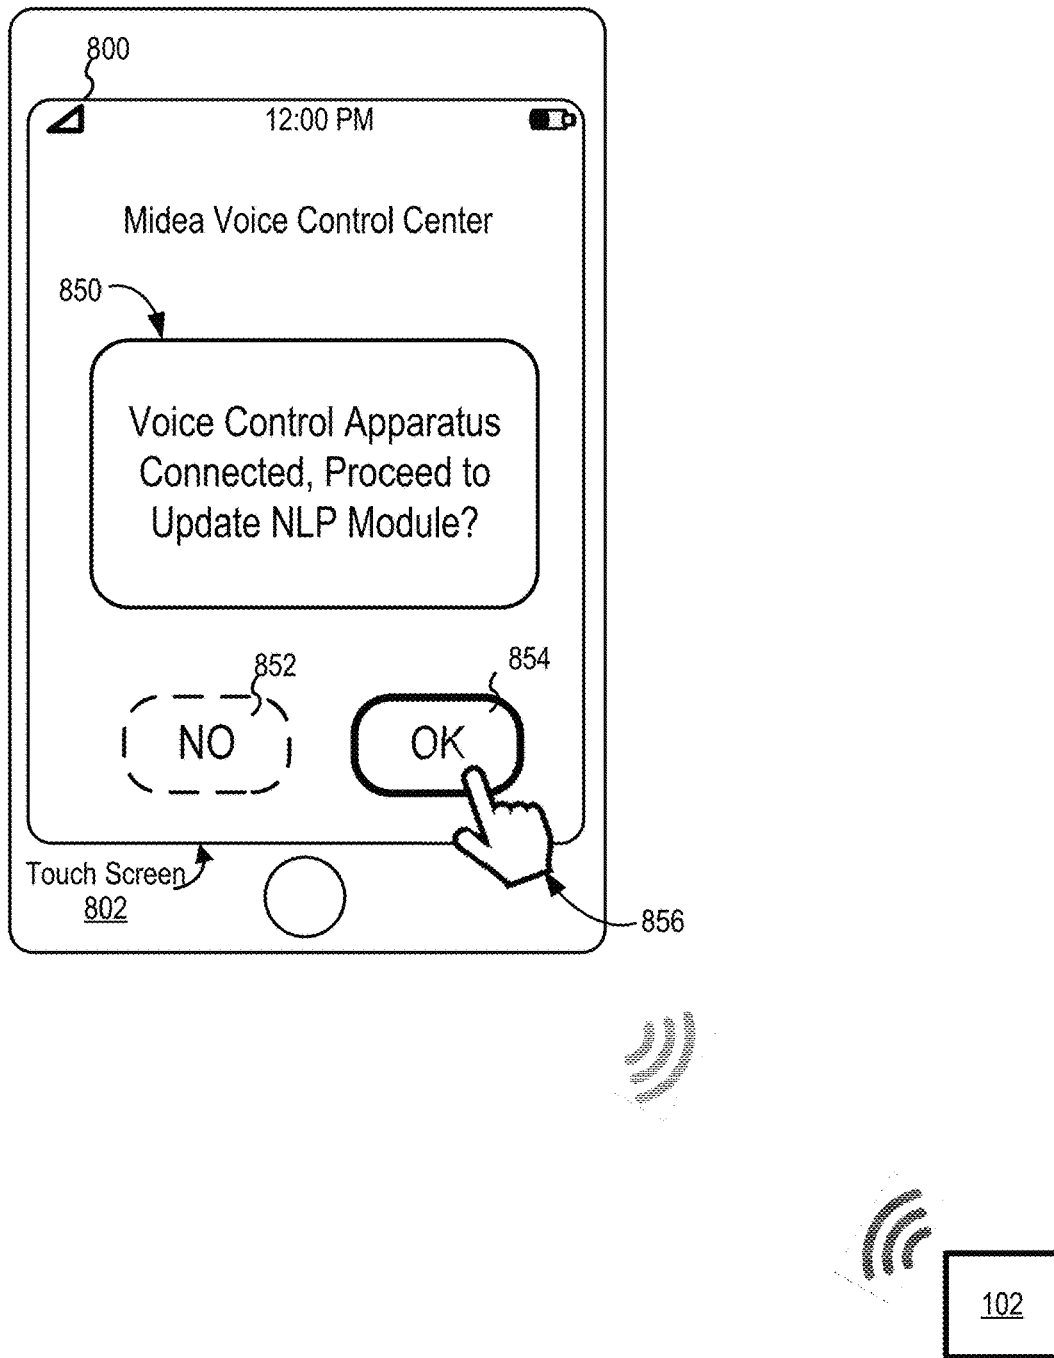 800
12:00 PM
Midea Voice Control Center
850
Voice Control Apparatus
Connected, Proceed to
Update NLP Module?
852
854
NO
OK
Touch Screen
802
856
102